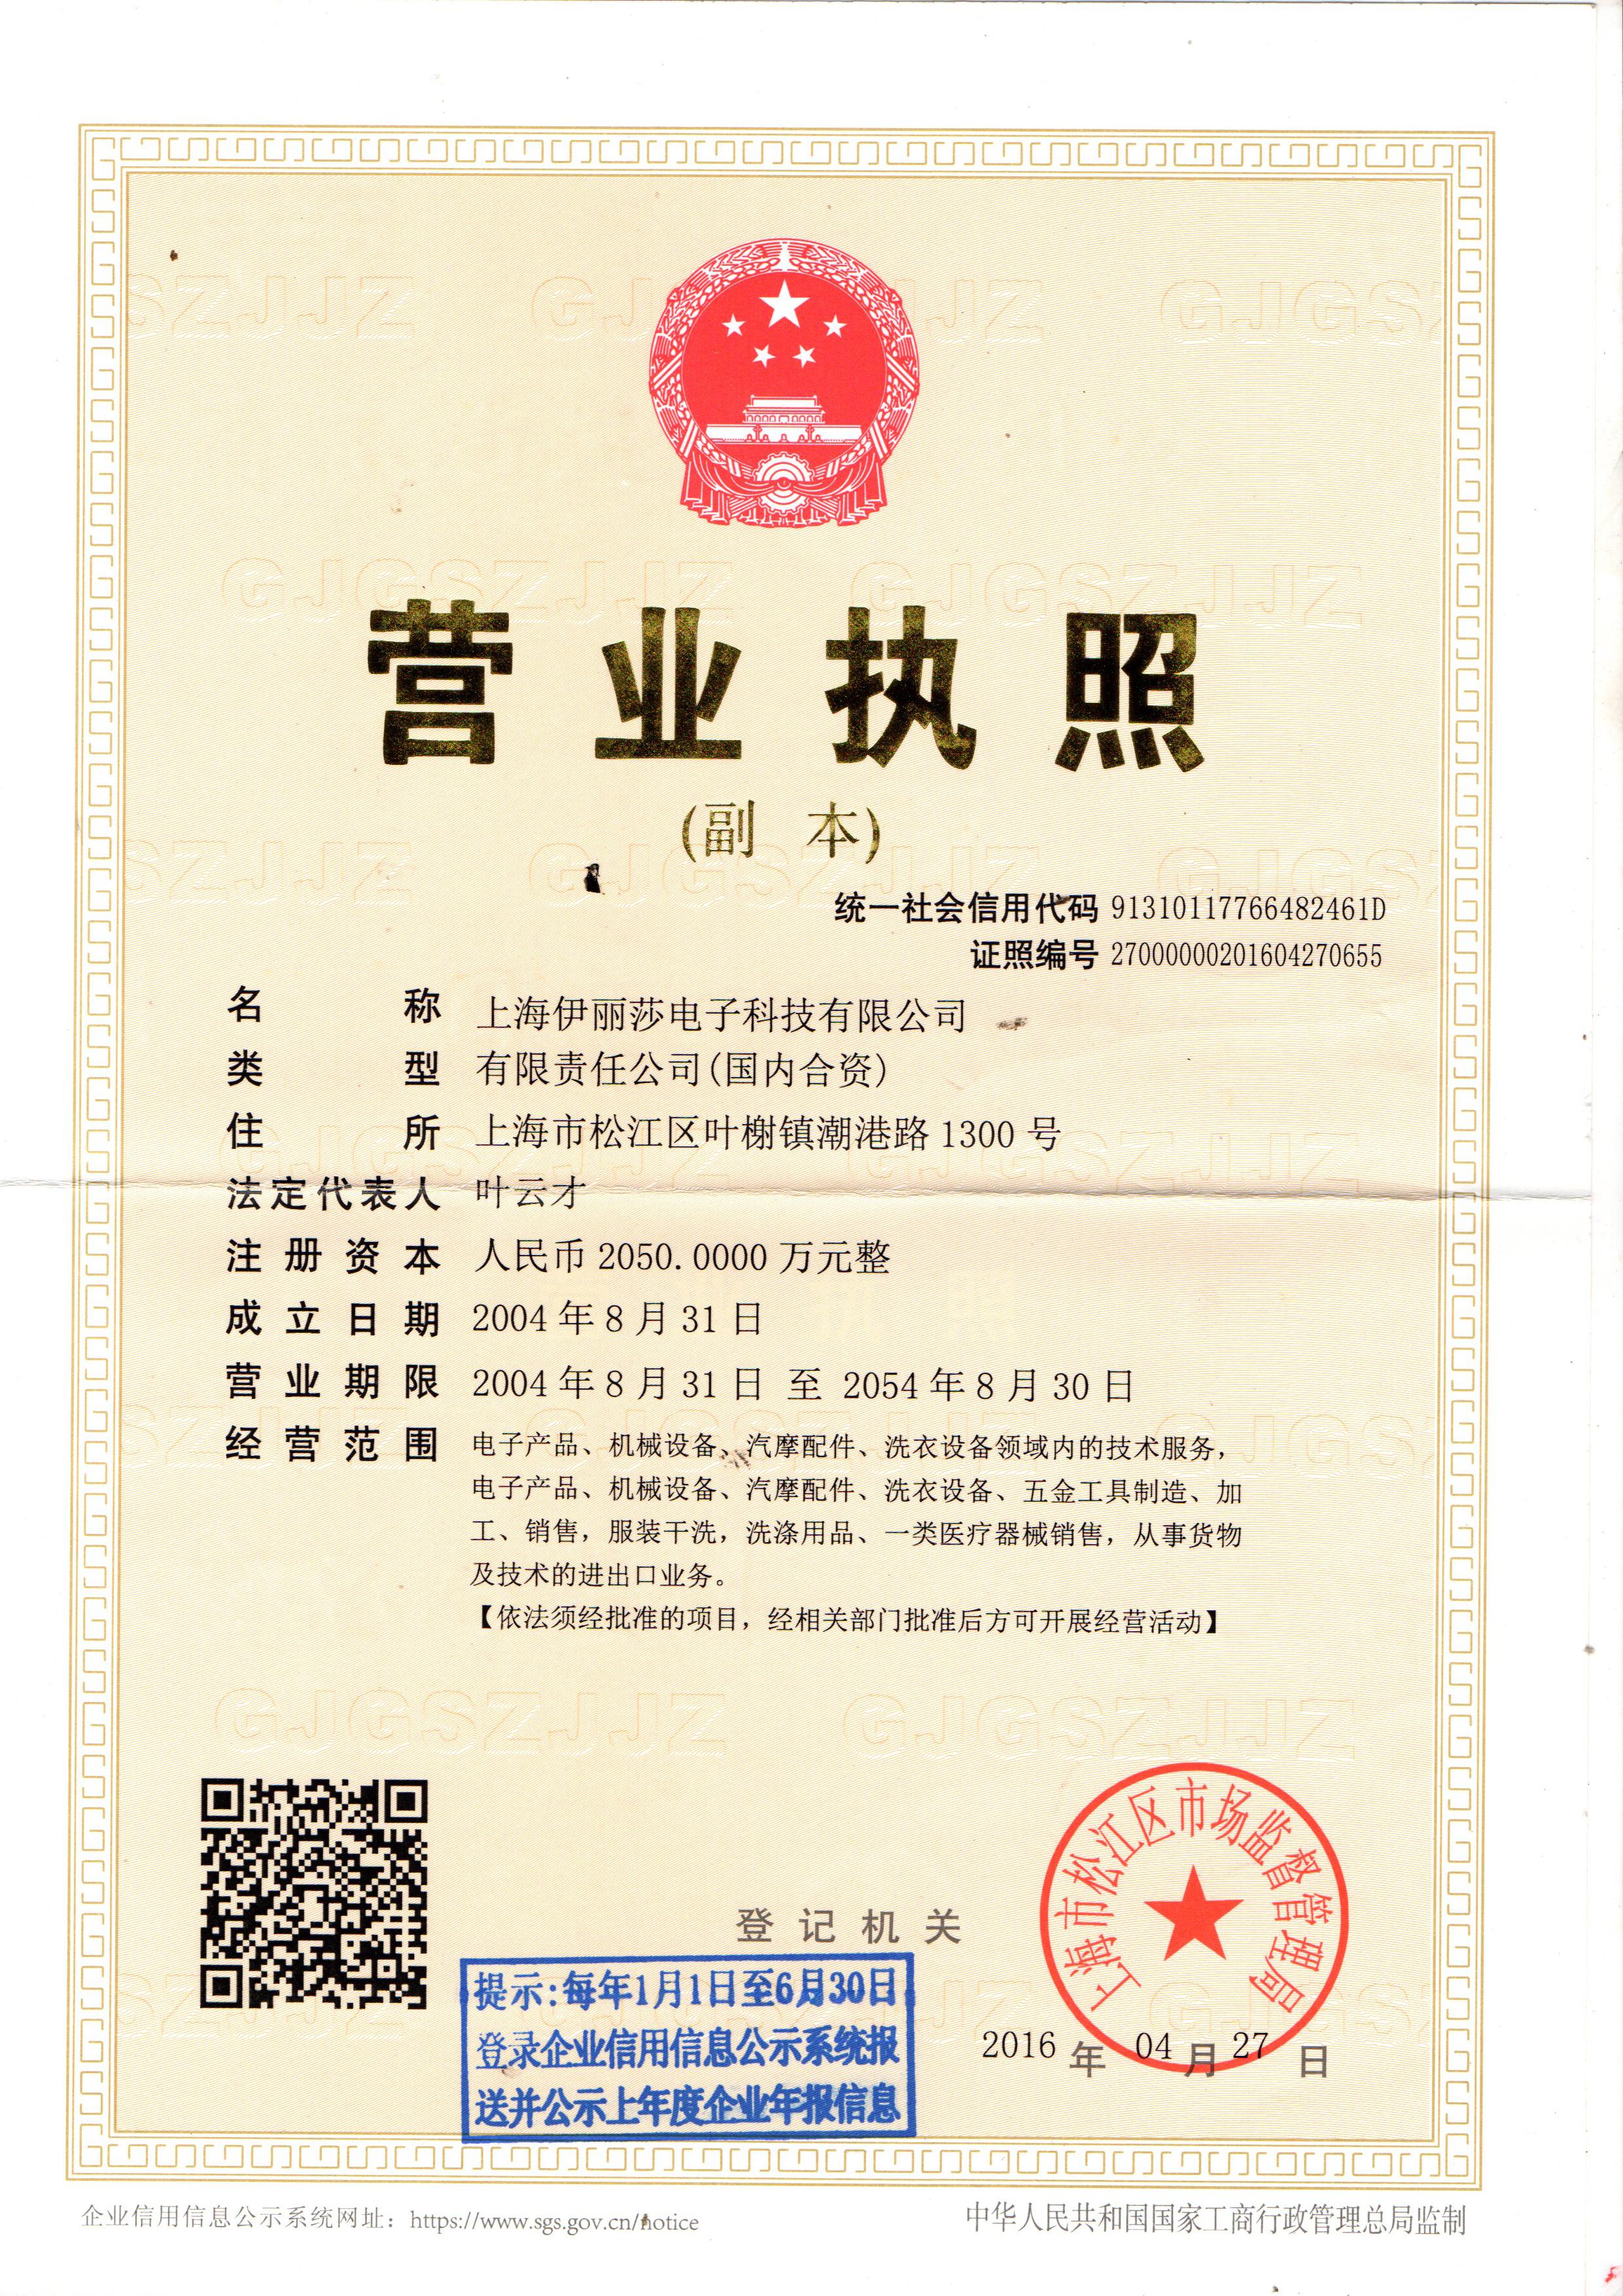 营业执照
(副 本)
统一社会信用代码 91310117766482461D
证照编号 27000000201604270655
名 称 上海伊丽莎电子科技有限公司
类 型 有限责任公司(国内合资)
住 所 上海市松江区叶榭镇潮港路 1300 号
法定代表人 叶云才
注册资本 人民币 2050.0000 万元整
成立日期 2004 年 8 月 31 日
营业期限 2004 年 8 月 31 日 至 2054 年 8 月 30 日
经营范围 电子产品、机械设备、汽摩配件、洗衣设备领域内的技术服务,
电子产品、机械设备、汽摩配件、洗衣设备、五金工具制造、加
工、销售,服装干洗,洗涤用品、一类医疗器械销售,从事货物
及技术的进出口业务。
【依法须经批准的项目,经相关部门批准后方可开展经营活动】
登记机关
上海市松江区市场监督管理局
提示:每年1月1日至6月30日
登录企业信用信息公示系统报
送并公示上年度企业年报信息
2016 年 04 月 27 日
企业信用信息公示系统网址: https://www.sgs.gov.cn/notice
中华人民共和国国家工商行政管理总局监制